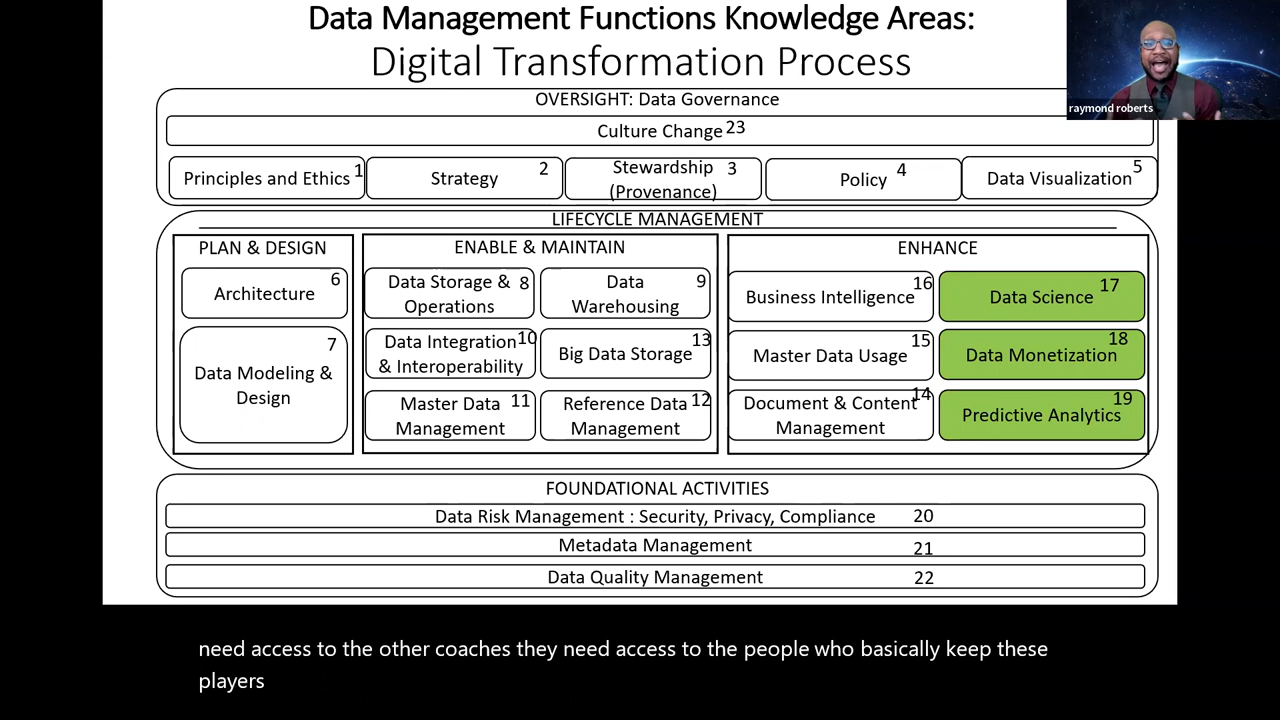 Data Management Functions Knowledge Areas:
Digital Transformation Process
raymond roberts
OVERSIGHT: Data Governance
Culture Change 23
Principles and Ethics 1
Strategy 2
Stewardship 3
(Provenance)
Policy 4
Data Visualization 5
LIFECYCLE MANAGEMENT
PLAN & DESIGN
Architecture 6
7
Data Modeling &
Design
ENABLE & MAINTAIN
Data Storage & 8
Operations
Data 9
Warehousing
Data Integration 10
& Interoperability
Big Data Storage 13
Master Data 11
Management
Reference Data 12
Management
ENHANCE
Business Intelligence 16
Data Science 17
Master Data Usage 15
Data Monetization 18
Document & Content 14
Management
Predictive Analytics 19
FOUNDATIONAL ACTIVITIES
Data Risk Management : Security, Privacy, Compliance 20
Metadata Management 21
Data Quality Management 22
need access to the other coaches they need access to the people who basically keep these
players